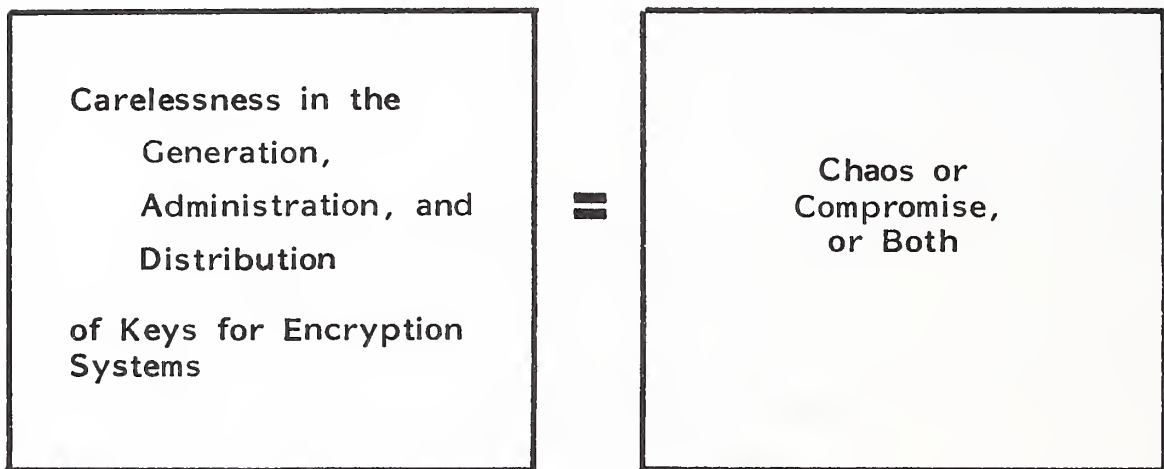 Carelessness in the
Generation,
Administration, and
Distribution
of Keys for Encryption
Systems
=
Chaos or
Compromise,
or Both